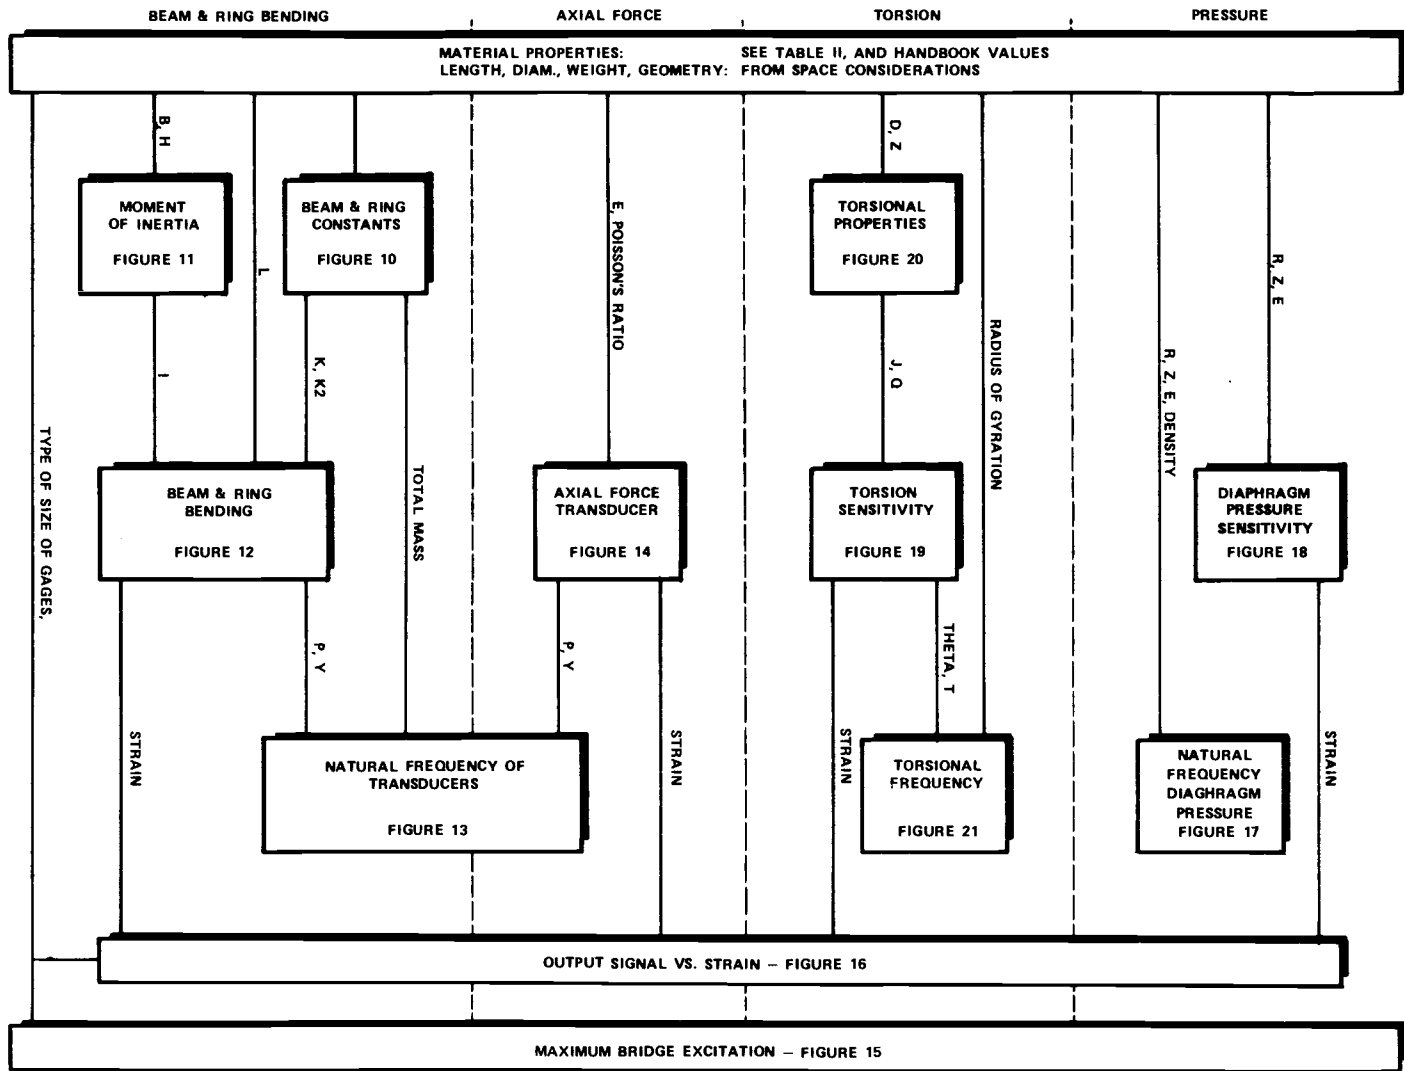 BEAM & RING BENDING
AXIAL FORCE
TORSION
PRESSURE
MATERIAL PROPERTIES: SEE TABLE II, AND HANDBOOK VALUES
LENGTH, DIAM., WEIGHT, GEOMETRY: FROM SPACE CONSIDERATIONS
B, H
D, Z
MOMENT
OF INERTIA
FIGURE 11
L
BEAM & RING
CONSTANTS
FIGURE 10
E, POISSON'S RATIO
TORSIONAL
PROPERTIES
FIGURE 20
RADIUS OF GYRATION
R, Z, E, DENSITY
R, Z, E
I
K, K2
J, Q
TYPE OF SIZE OF GAGES,
BEAM & RING
BENDING
FIGURE 12
TOTAL MASS
AXIAL FORCE
TRANSDUCER
FIGURE 14
TORSION
SENSITIVITY
FIGURE 19
DIAPHRAGM
PRESSURE
SENSITIVITY
FIGURE 18
STRAIN
P, Y
P, Y
STRAIN
STRAIN
THETA, T
STRAIN
NATURAL FREQUENCY OF
TRANSDUCERS
FIGURE 13
TORSIONAL
FREQUENCY
FIGURE 21
NATURAL
FREQUENCY
DIAGHRAGM
PRESSURE
FIGURE 17
OUTPUT SIGNAL VS. STRAIN – FIGURE 16
MAXIMUM BRIDGE EXCITATION – FIGURE 15